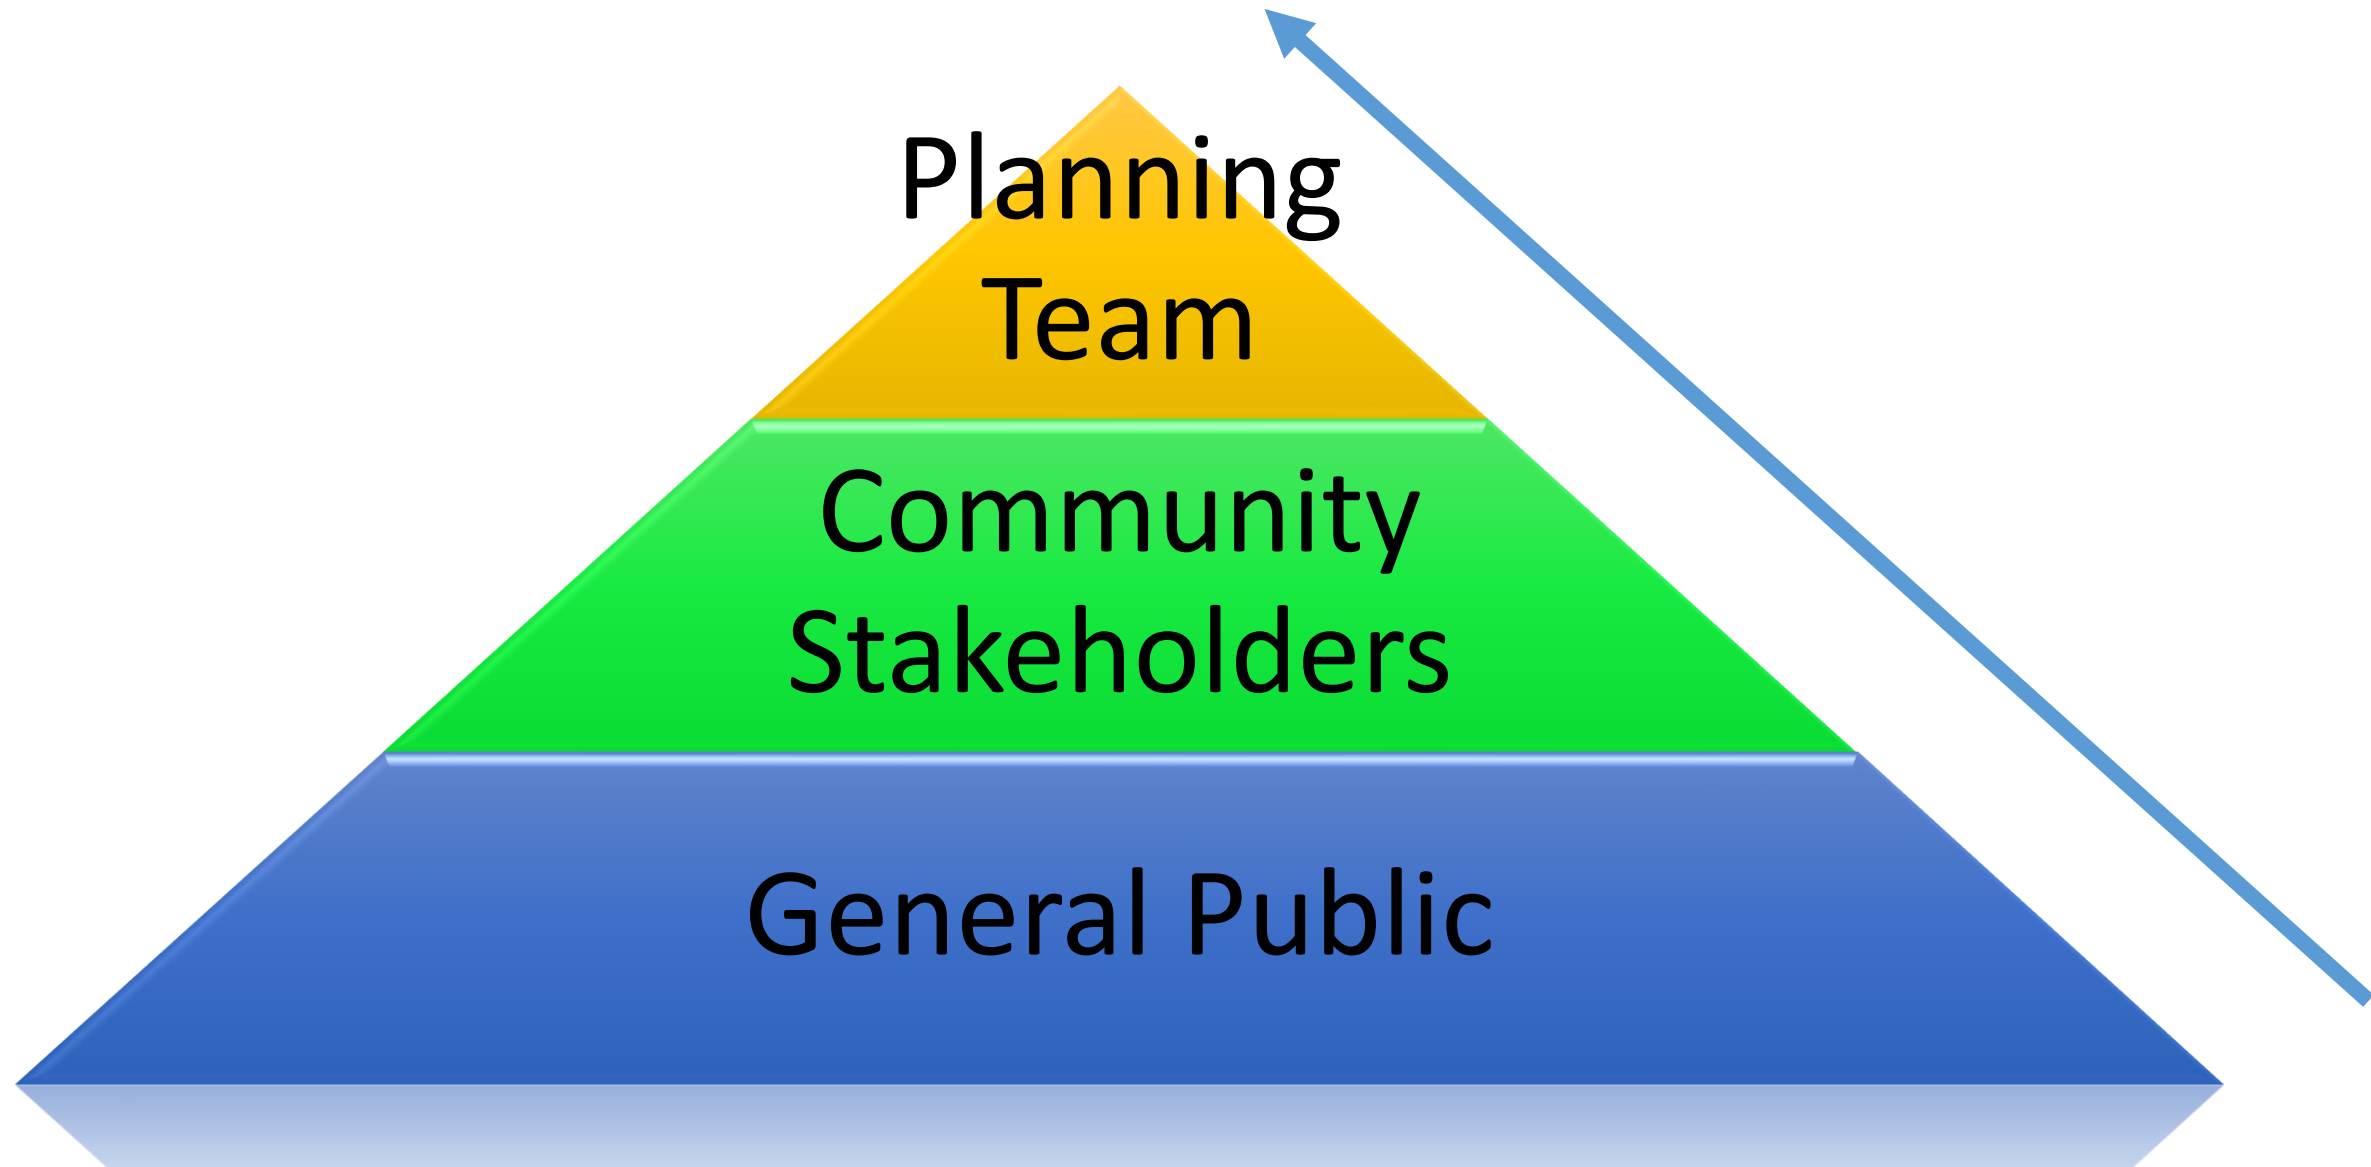 Planning
Team
Community
Stakeholders
General Public